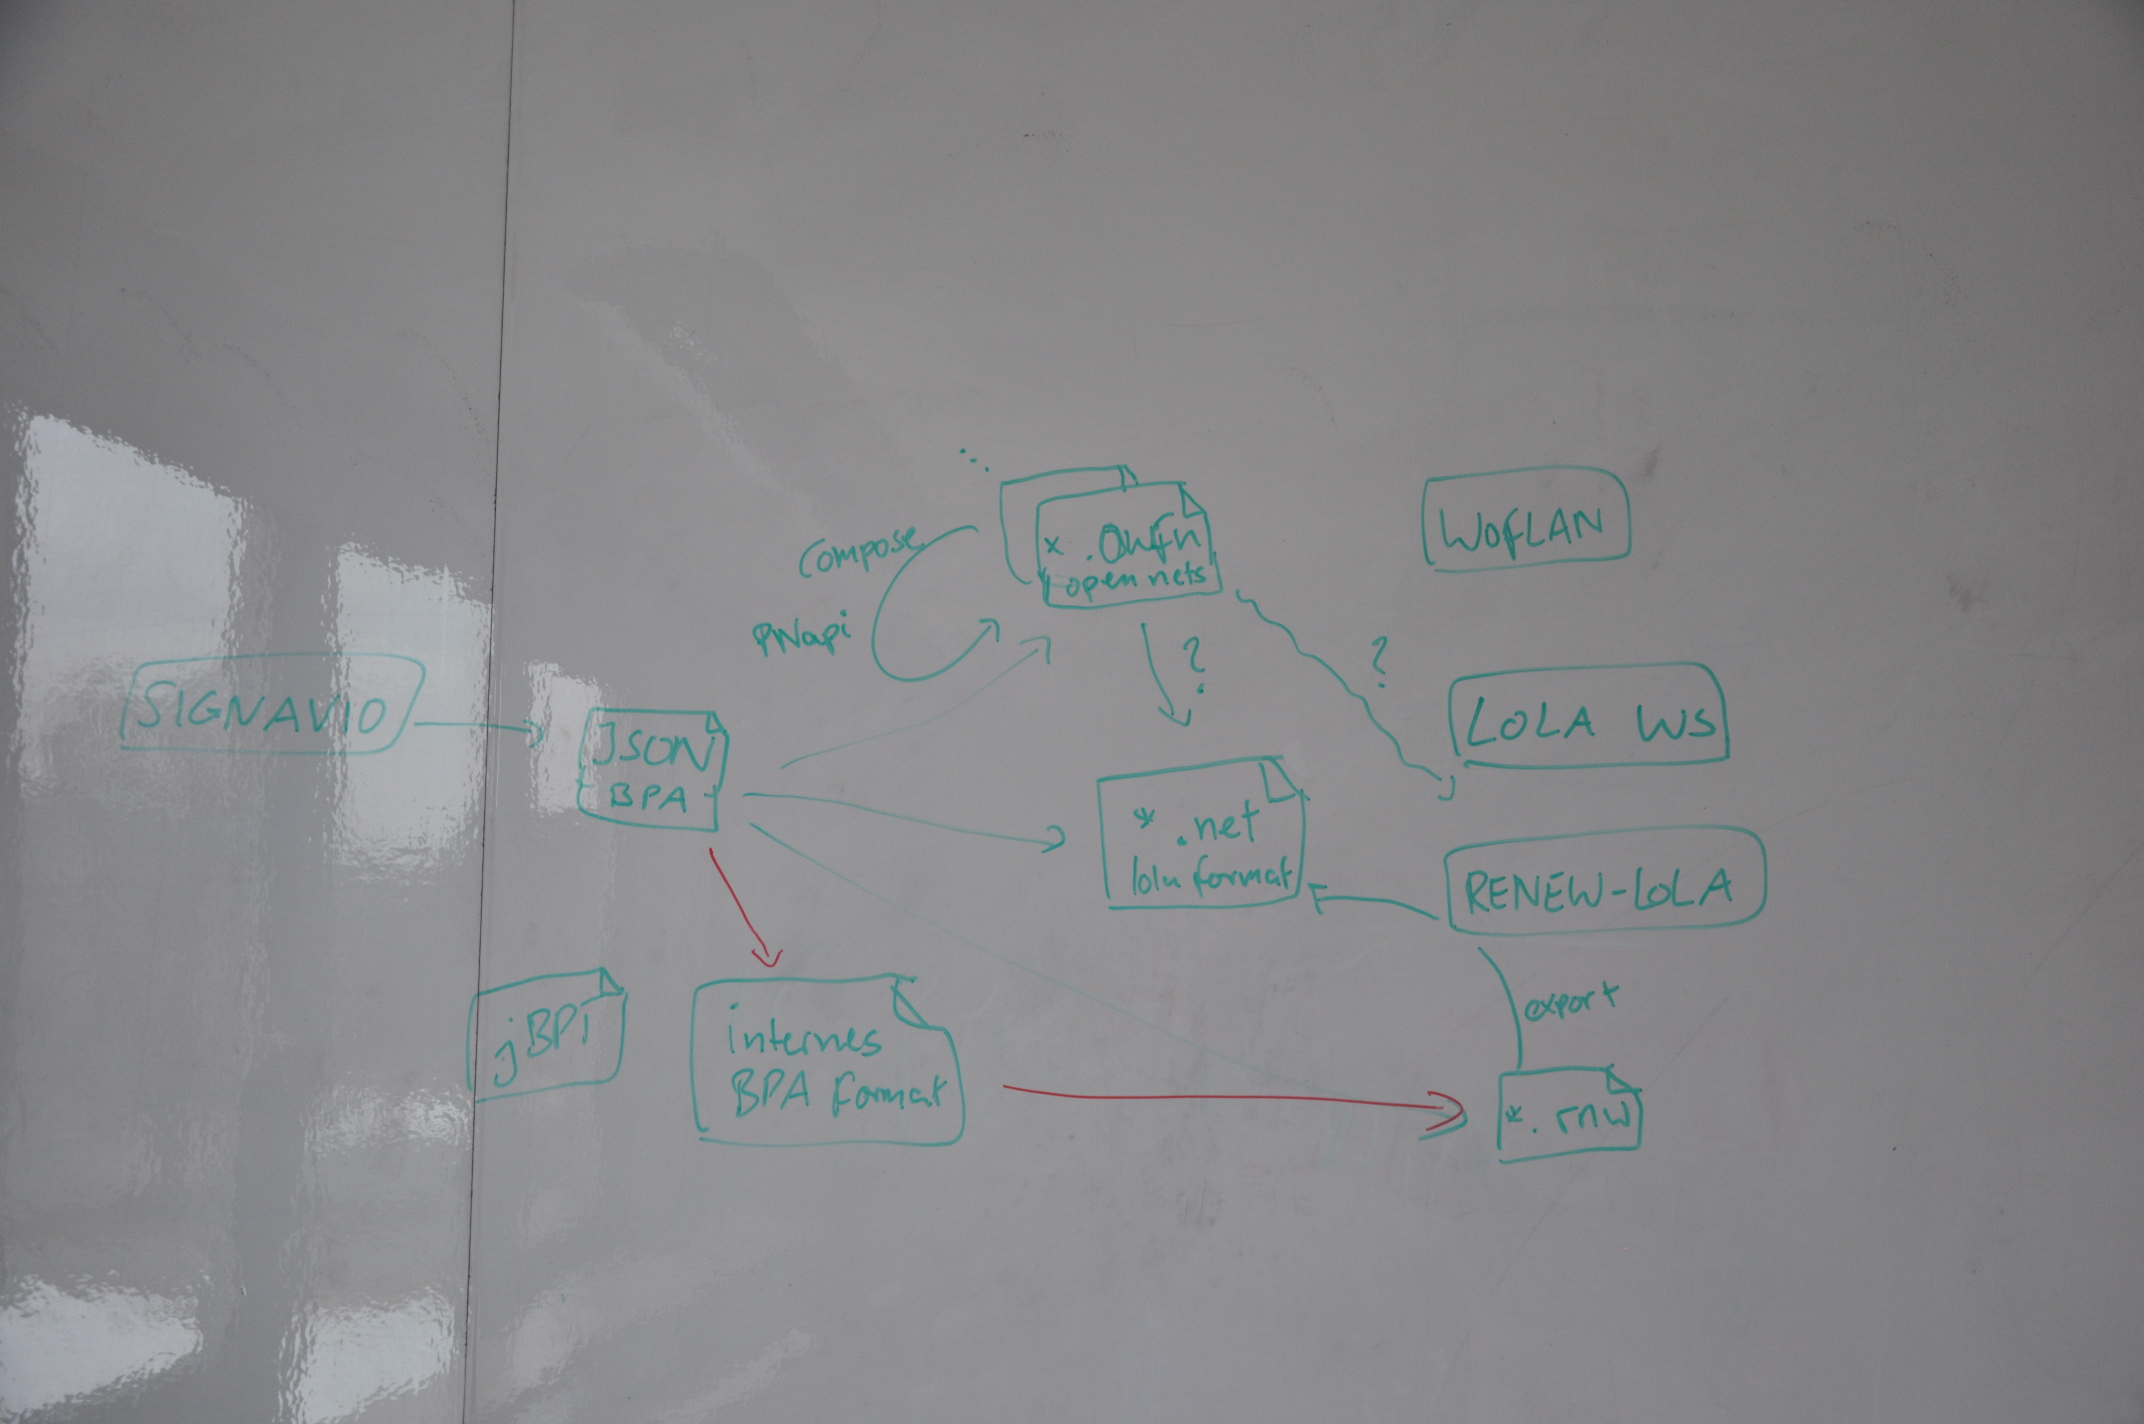 Compose
PNapi
* .owfn
open nets
WOFLAN
?
?
SIGNAVIO
JSON
BPA
LOLA WS
* .net
lola format
RENEW-LOLA
export
jBPT
internes
BPA Format
*.rnw